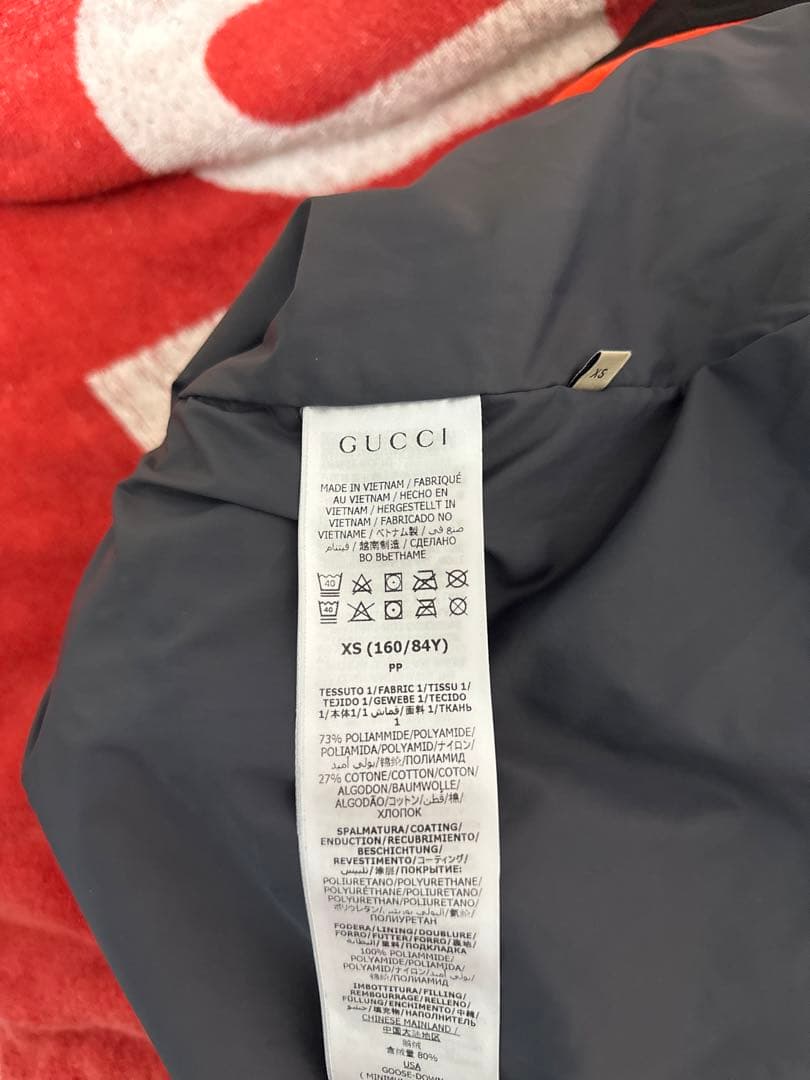 XS
GUCCI
MADE IN VIETNAM / FABRIQUÉ
AU VIETNAM / HECHO EN
VIETNAM / HERGESTELLT IN
VIETNAM / FABRICADO NO
VIETNAME / ベトナム製 / صنع في
فيتنام / 越南制造 / СДЕЛАНО
ВО ВЬЕТНАМЕ
40
40
XS (160/84Y)
PP
TESSUTO 1/FABRIC 1/TISSU 1/
TEJIDO 1/GEWEBE 1/TECIDO
1/本体1/1 قماش/面料 1/ТКАНЬ
1
73% POLIAMMIDE/POLYAMIDE/
POLIAMIDA/POLYAMID/ナイロン/
بولي أميد/锦纶/ПОЛИАМИД
27% COTONE/COTTON/COTON/
ALGODON/BAUMWOLLE/
ALGODÃO/コットン/قطن/棉/
ХЛОПОК
SPALMATURA/COATING/
ENDUCTION/RECUBRIMIENTO/
BESCHICHTUNG/
REVESTIMENTO/コーティング/
تلبيس/涂层/ПОКРЫТИЕ:
POLIURETANO/POLYURETHANE/
POLYURÉTHANE/POLIURETANO/
POLYURETHAN/POLIURETANO/
ポリウレタン/
ПОЛИУРЕТАН
FODERA/LINING/DOUBLURE/
FORRO/FUTTER/FORRO/裏地/
البطانة/里料/ПОДКЛАДКА
100% POLIAMMIDE/
POLYAMIDE/POLIAMIDA/
POLYAMID/ナイロン/بولي أميد/
锦纶/ПОЛИАМИД
IMBOTTITURA/FILLING/
REMBOURRAGE/RELLENO/
FÜLLUNG/ENCHIMENTO/中綿/
حشو/填充物/НАПОЛНИТЕЛЬ
CHINESE MAINLAND /
中国大陆地区
鹅绒
含绒量 80%
USA
GOOSE-DOWN
( MINIMUM